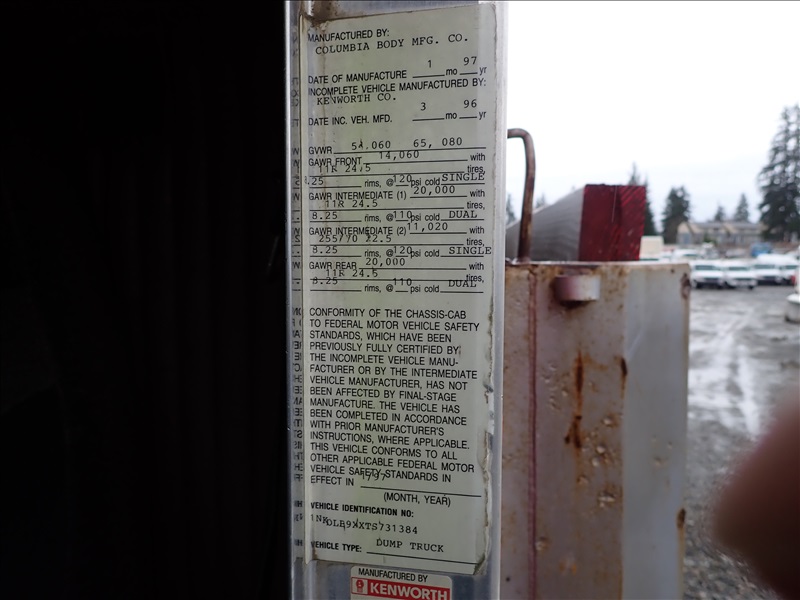 MANUFACTURED BY:
COLUMBIA BODY MFG. CO.
DATE OF MANUFACTURE 1 mo 97 yr
INCOMPLETE VEHICLE MANUFACTURED BY:
KENWORTH CO.
DATE INC. VEH. MFD. 3 mo 96 yr
GVWR 65,080
GAWR FRONT 14,060 with
11R 24.5 tires,
8.25 rims, @ 120 psi cold SINGLE
GAWR INTERMEDIATE (1) 20,000 with
11R 24.5 tires,
8.25 rims, @ 110 psi cold DUAL
GAWR INTERMEDIATE (2) 11,020 with
255/70 22.5 tires,
8.25 rims, @ 120 psi cold SINGLE
GAWR REAR 20,000 with
11R 24.5 tires,
8.25 rims, @ 110 psi cold DUAL
CONFORMITY OF THE CHASSIS-CAB
TO FEDERAL MOTOR VEHICLE SAFETY
STANDARDS, WHICH HAVE BEEN
PREVIOUSLY FULLY CERTIFIED BY
THE INCOMPLETE VEHICLE MANU-
FACTURER OR BY THE INTERMEDIATE
VEHICLE MANUFACTURER, HAS NOT
BEEN AFFECTED BY FINAL-STAGE
MANUFACTURE. THE VEHICLE HAS
BEEN COMPLETED IN ACCORDANCE
WITH PRIOR MANUFACTURER'S
INSTRUCTIONS, WHERE APPLICABLE.
THIS VEHICLE CONFORMS TO ALL
OTHER APPLICABLE FEDERAL MOTOR
VEHICLE SAFETY STANDARDS IN
EFFECT IN 1/97
(MONTH, YEAR)
VEHICLE IDENTIFICATION NO:
VEHICLE TYPE: DUMP TRUCK
MANUFACTURED BY
KENWORTH